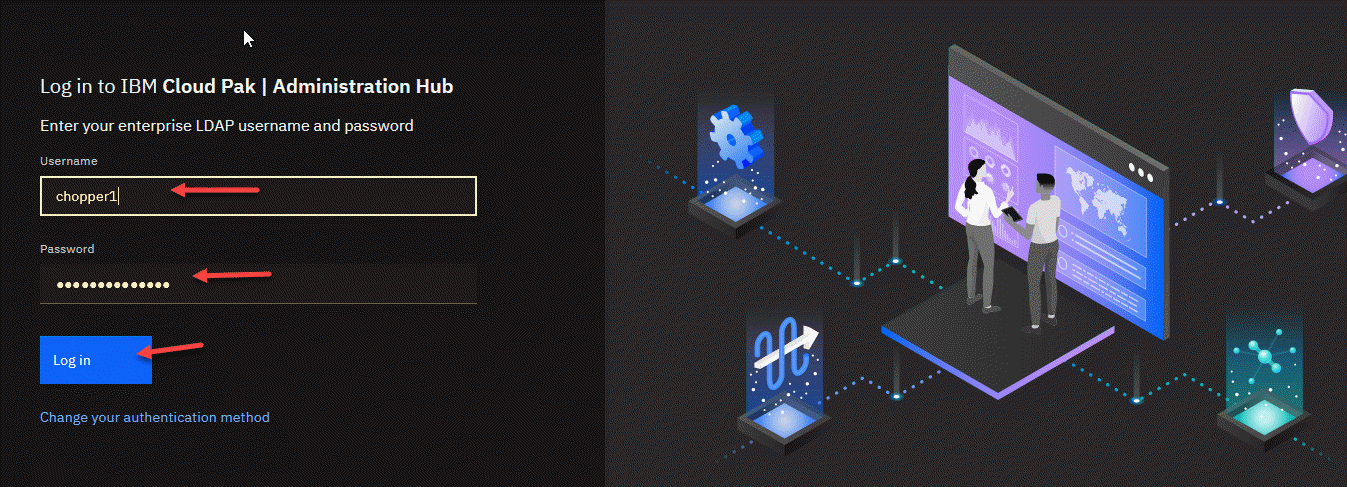 Log in to IBM Cloud Pak | Administration Hub
Enter your enterprise LDAP username and password
Username
chopper1
Password
••••••••••••••
Log in
Change your authentication method